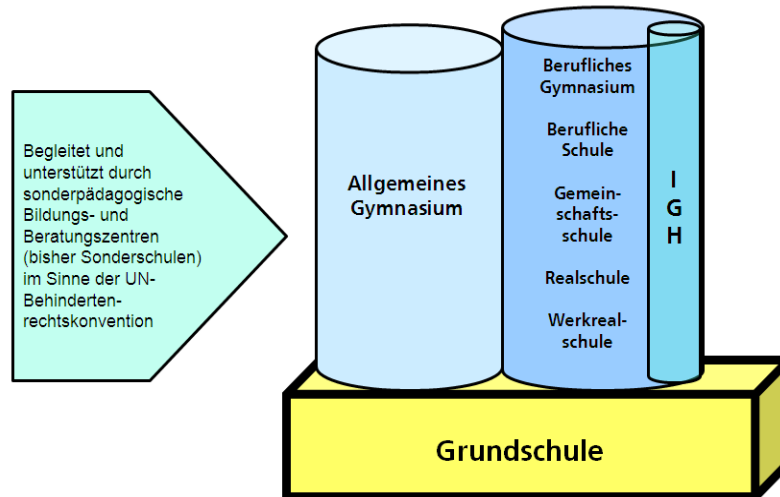 Begleitet und
unterstützt durch
sonderpädagogische
Bildungs- und
Beratungszentren
(bisher Sonderschulen)
im Sinne der UN-
Behinderten-
rechtskonvention
Allgemeines
Gymnasium
Berufliches
Gymnasium
Berufliche
Schule
Gemein-
schafts-
schule
Realschule
Werkreal-
schule
I
G
H
Grundschule